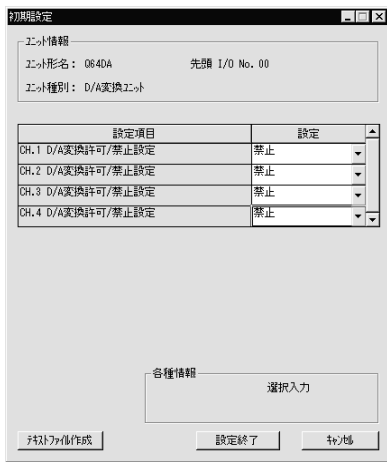 初期設定
ﾕﾆｯﾄ情報
ﾕﾆｯﾄ形名： Q64DA 先頭 I/O No. 00
ﾕﾆｯﾄ種別： D/A変換ﾕﾆｯﾄ
設定項目 設定
CH.1 D/A変換許可/禁止設定 禁止
CH.2 D/A変換許可/禁止設定 禁止
CH.3 D/A変換許可/禁止設定 禁止
CH.4 D/A変換許可/禁止設定 禁止
各種情報
選択入力
ﾃｷｽﾄﾌｧｲﾙ作成 設定終了 ｷｬﾝｾﾙ